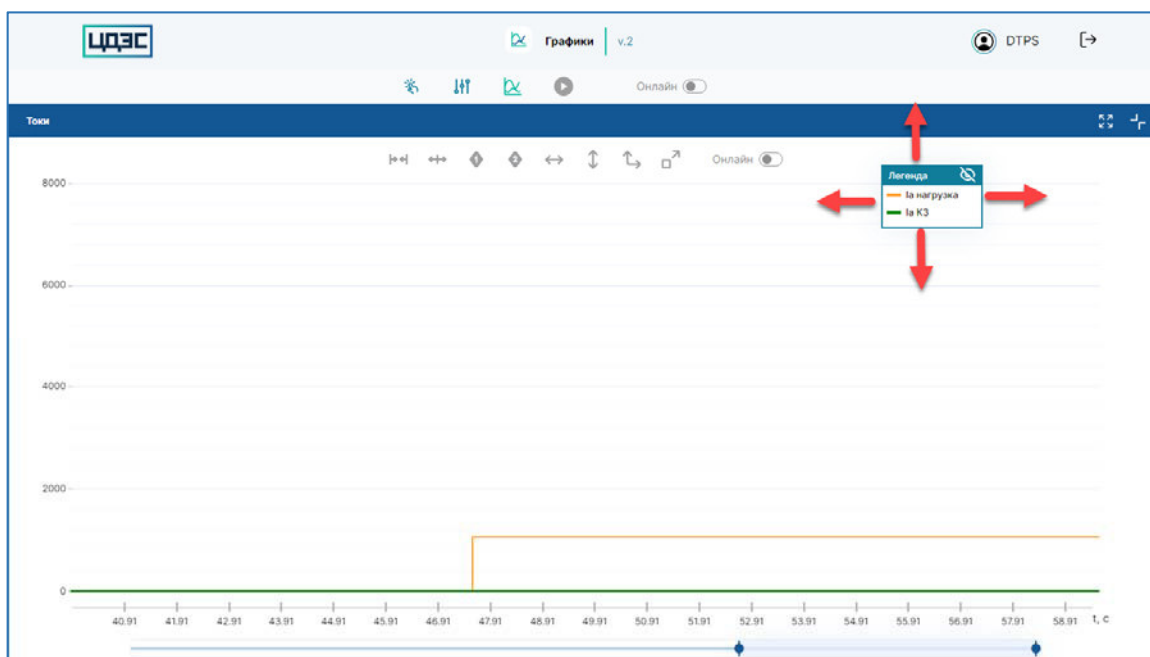 ЦДЭС
Графики v.2
DTPS
Онлайн
Токи
1 2 Онлайн
Легенда
Ia нагрузка
Ia КЗ
8000
6000
4000
2000
0
40.91 41.91 42.91 43.91 44.91 45.91 46.91 47.91 48.91 49.91 50.91 51.91 52.91 53.91 54.91 55.91 56.91 57.91 58.91 t, c